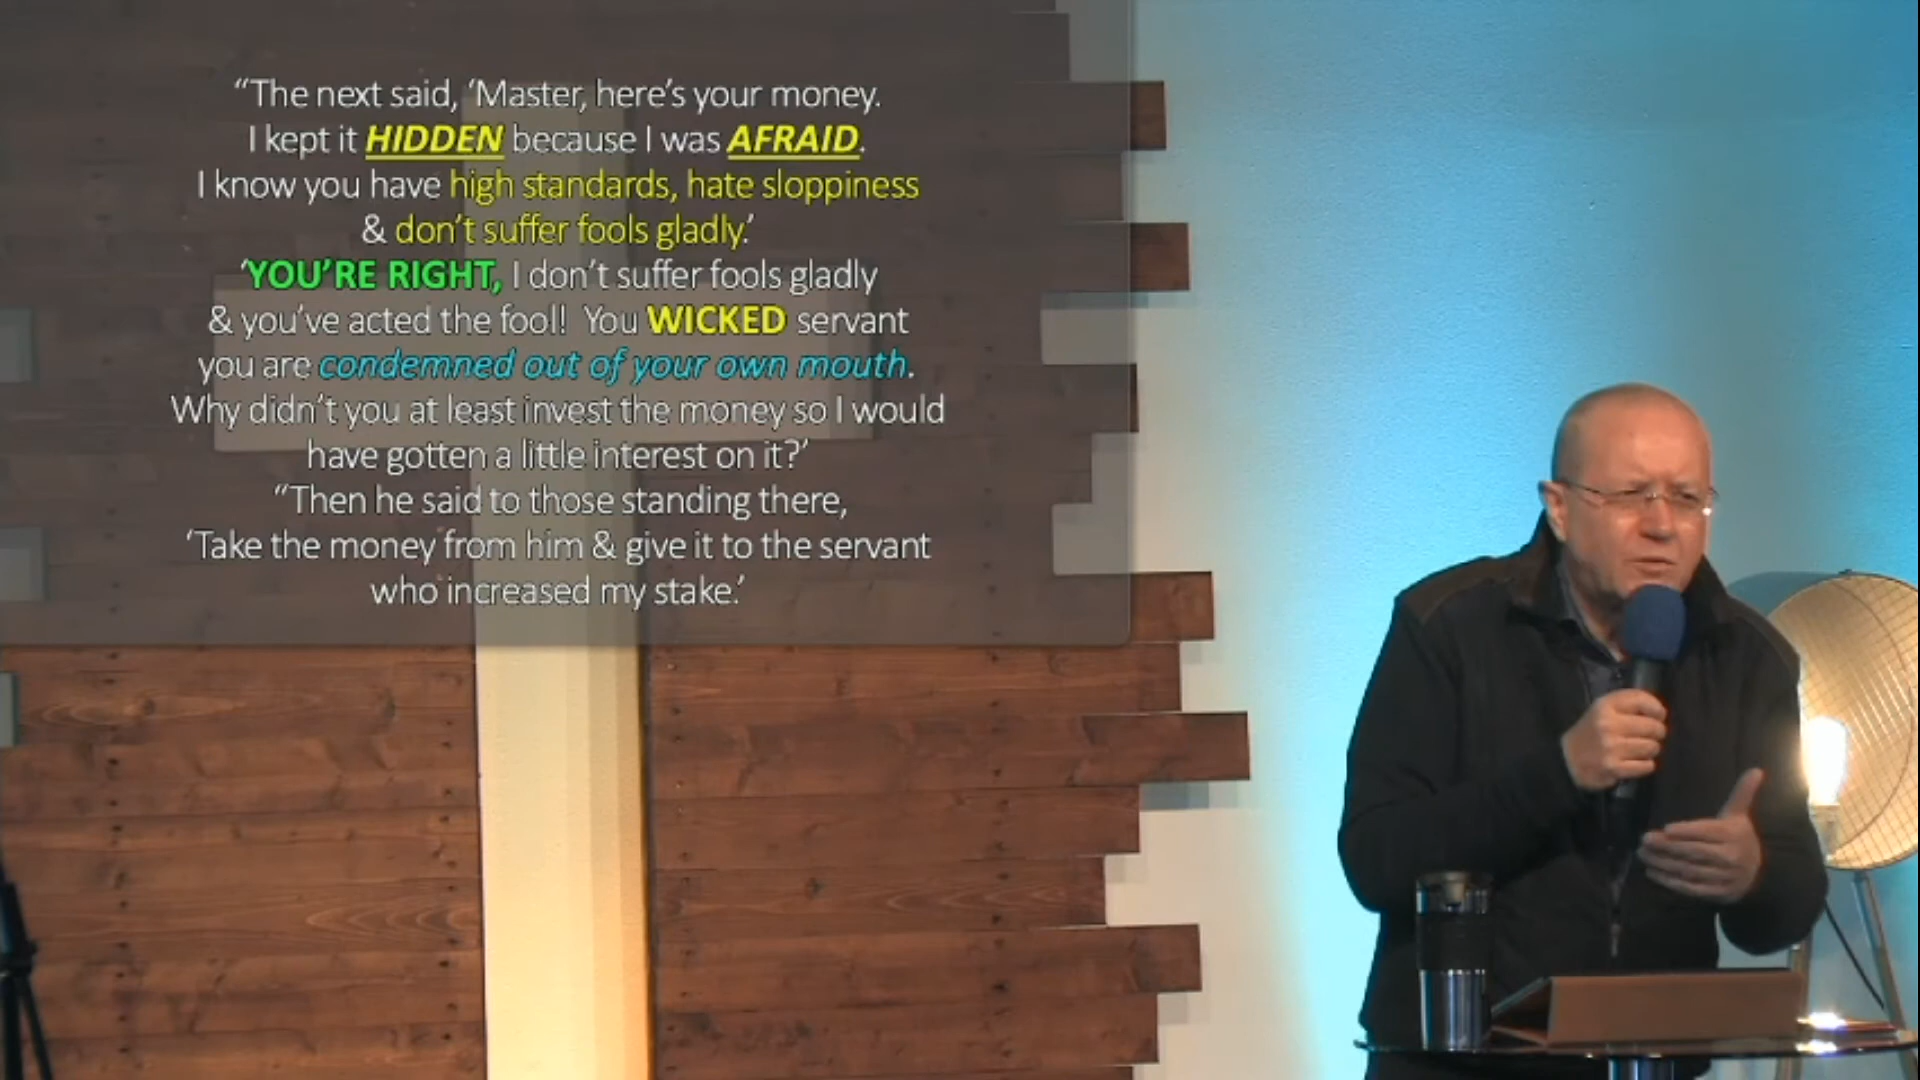 “The next said, ‘Master, here’s your money.
I kept it HIDDEN because I was AFRAID.
I know you have high standards, hate sloppiness
& don’t suffer fools gladly.’
‘YOU’RE RIGHT, I don’t suffer fools gladly
& you’ve acted the fool! You WICKED servant
you are condemned out of your own mouth.
Why didn’t you at least invest the money so I would
have gotten a little interest on it?’
“Then he said to those standing there,
‘Take the money from him & give it to the servant
who increased my stake.’